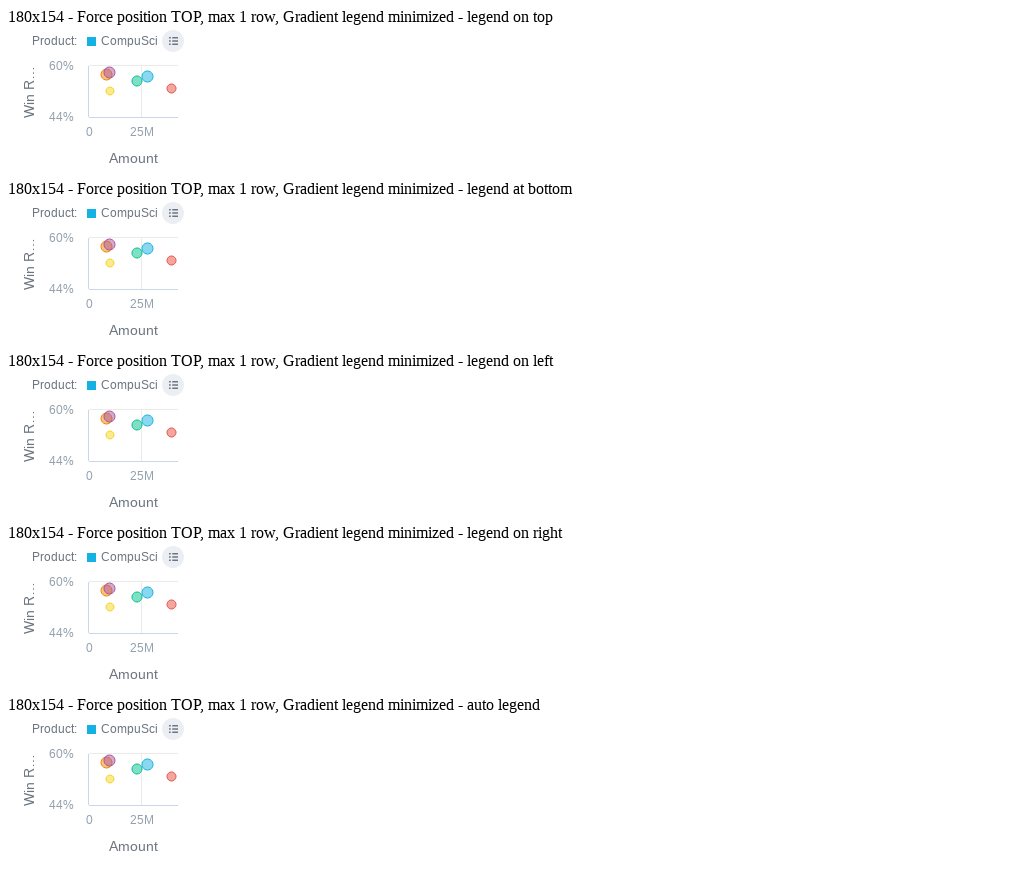 180x154 - Force position TOP, max 1 row, Gradient legend minimized - legend on top
Product: CompuSci
60%
Win R...
44%
0 25M
Amount
180x154 - Force position TOP, max 1 row, Gradient legend minimized - legend at bottom
Product: CompuSci
60%
Win R...
44%
0 25M
Amount
180x154 - Force position TOP, max 1 row, Gradient legend minimized - legend on left
Product: CompuSci
60%
Win R...
44%
0 25M
Amount
180x154 - Force position TOP, max 1 row, Gradient legend minimized - legend on right
Product: CompuSci
60%
Win R...
44%
0 25M
Amount
180x154 - Force position TOP, max 1 row, Gradient legend minimized - auto legend
Product: CompuSci
60%
Win R...
44%
0 25M
Amount